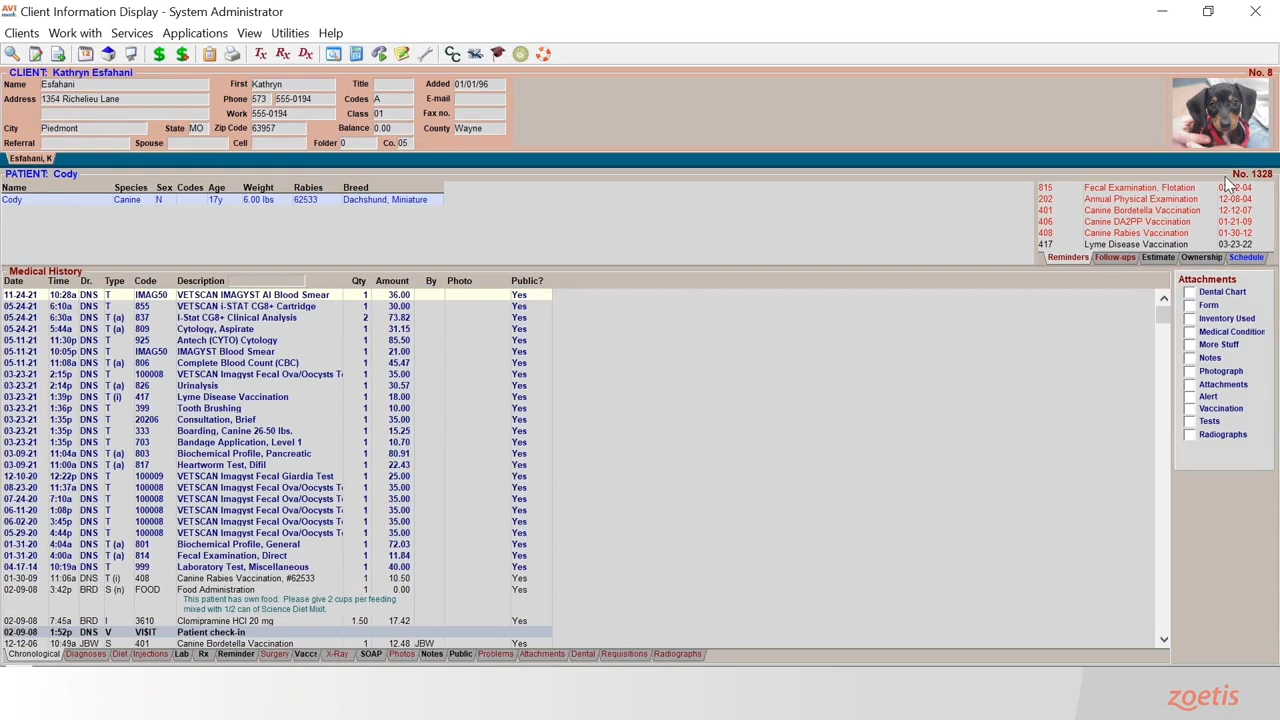 AVI mark Client Information Display - System Administrator
Clients Work with Services Applications View Utilities Help
Tx Rx Dx Cc
CLIENT: Kathryn Esfahani No. 8
Name Esfahani First Kathryn Title Added 01/01/96
Address 1354 Richelieu Lane Phone 573 555-0194 Codes A E-mail
Work 555-0194 Class 01 Fax no.
City Piedmont State MO Zip Code 63957 Balance 0.00 County Wayne
Referral Spouse Cell Folder 0 Co. 05
Esfahani, K
PATIENT: Cody No. 1328
Name Species Sex Codes Age Weight Rabies Breed
Cody Canine N 17y 6.00 lbs 62533 Dachshund, Miniature
815 Fecal Examination, Flotation
202 Annual Physical Examination 12-08-04
401 Canine Bordetella Vaccination 12-12-07
406 Canine DA2PP Vaccination 01-21-09
408 Canine Rabies Vaccination 01-30-12
417 Lyme Disease Vaccination 03-23-22
Reminders Follow-ups Estimate Ownership Schedule
Medical History
Date Time Dr. Type Code Description Qty Amount By Photo Public?
11-24-21 10:28a DNS T IMAG50 VETSCAN IMAGYST AI Blood Smear 1 36.00 Yes
05-24-21 6:10a DNS T 855 VETSCAN i-STAT CG8+ Cartridge 1 30.00 Yes
05-24-21 6:30a DNS T (a) 837 I-Stat CG8+ Clinical Analysis 2 73.82 Yes
05-24-21 5:44a DNS T (a) 809 Cytology, Aspirate 1 31.15 Yes
05-11-21 11:30p DNS T 925 Antech (CYTO) Cytology 1 85.50 Yes
05-11-21 10:05p DNS T IMAG50 IMAGYST Blood Smear 1 21.00 Yes
05-11-21 11:08a DNS T (a) 806 Complete Blood Count (CBC) 1 45.47 Yes
03-23-21 2:15p DNS T 100008 VETSCAN Imagyst Fecal Ova/Oocysts T 1 35.00 Yes
03-23-21 2:14p DNS T (a) 826 Urinalysis 1 30.57 Yes
03-23-21 1:39p DNS T (i) 417 Lyme Disease Vaccination 1 18.00 Yes
03-23-21 1:36p DNS T 399 Tooth Brushing 1 10.00 Yes
03-23-21 1:35p DNS T 20206 Consultation, Brief 1 35.00 Yes
03-23-21 1:35p DNS T 333 Boarding, Canine 26-50 lbs. 1 15.25 Yes
03-23-21 1:35p DNS T 703 Bandage Application, Level 1 1 10.70 Yes
03-09-21 11:04a DNS T (a) 803 Biochemical Profile, Pancreatic 1 80.91 Yes
03-09-21 11:00a DNS T (a) 817 Heartworm Test, Difil 1 22.43 Yes
12-10-20 12:22p DNS T 100009 VETSCAN Imagyst Fecal Giardia Test 1 25.00 Yes
08-23-20 11:37a DNS T 100008 VETSCAN Imagyst Fecal Ova/Oocysts T 1 35.00 Yes
07-24-20 7:10a DNS T 100008 VETSCAN Imagyst Fecal Ova/Oocysts T 1 35.00 Yes
06-11-20 1:08p DNS T 100008 VETSCAN Imagyst Fecal Ova/Oocysts T 1 35.00 Yes
06-02-20 3:45p DNS T 100008 VETSCAN Imagyst Fecal Ova/Oocysts T 1 35.00 Yes
05-29-20 4:44p DNS T 100008 VETSCAN Imagyst Fecal Ova/Oocysts T 1 35.00 Yes
01-31-20 4:04a DNS T (a) 801 Biochemical Profile, General 1 72.03 Yes
01-31-20 4:00a DNS T (a) 814 Fecal Examination, Direct 1 11.84 Yes
04-17-14 10:19a DNS T 999 Laboratory Test, Miscellaneous 1 40.00 Yes
01-30-09 11:06a DNS T (i) 408 Canine Rabies Vaccination, #62533 1 10.50 Yes
02-09-08 3:42p BRD S (n) FOOD Food Administration 1 0.00 Yes
This patient has own food. Please give 2 cups per feeding
mixed with 1/2 can of Science Diet Mixit.
02-09-08 7:45a BRD I 3610 Clomipramine HCl 20 mg 1.50 17.42 Yes
02-09-08 1:52p DNS V VI$IT Patient check-in Yes
12-12-06 10:49a JBW S 401 Canine Bordetella Vaccination 1 12.48 JBW Yes
Chronological Diagnoses Diet Injections Lab Rx Reminder Surgery Vacc X-Ray SOAP Photos Notes Public Problems Attachments Dental Requisitions Radiographs
Attachments
Dental Chart
Form
Inventory Used
Medical Condition
More Stuff
Notes
Photograph
Attachments
Alert
Vaccination
Tests
Radiographs
zoetis